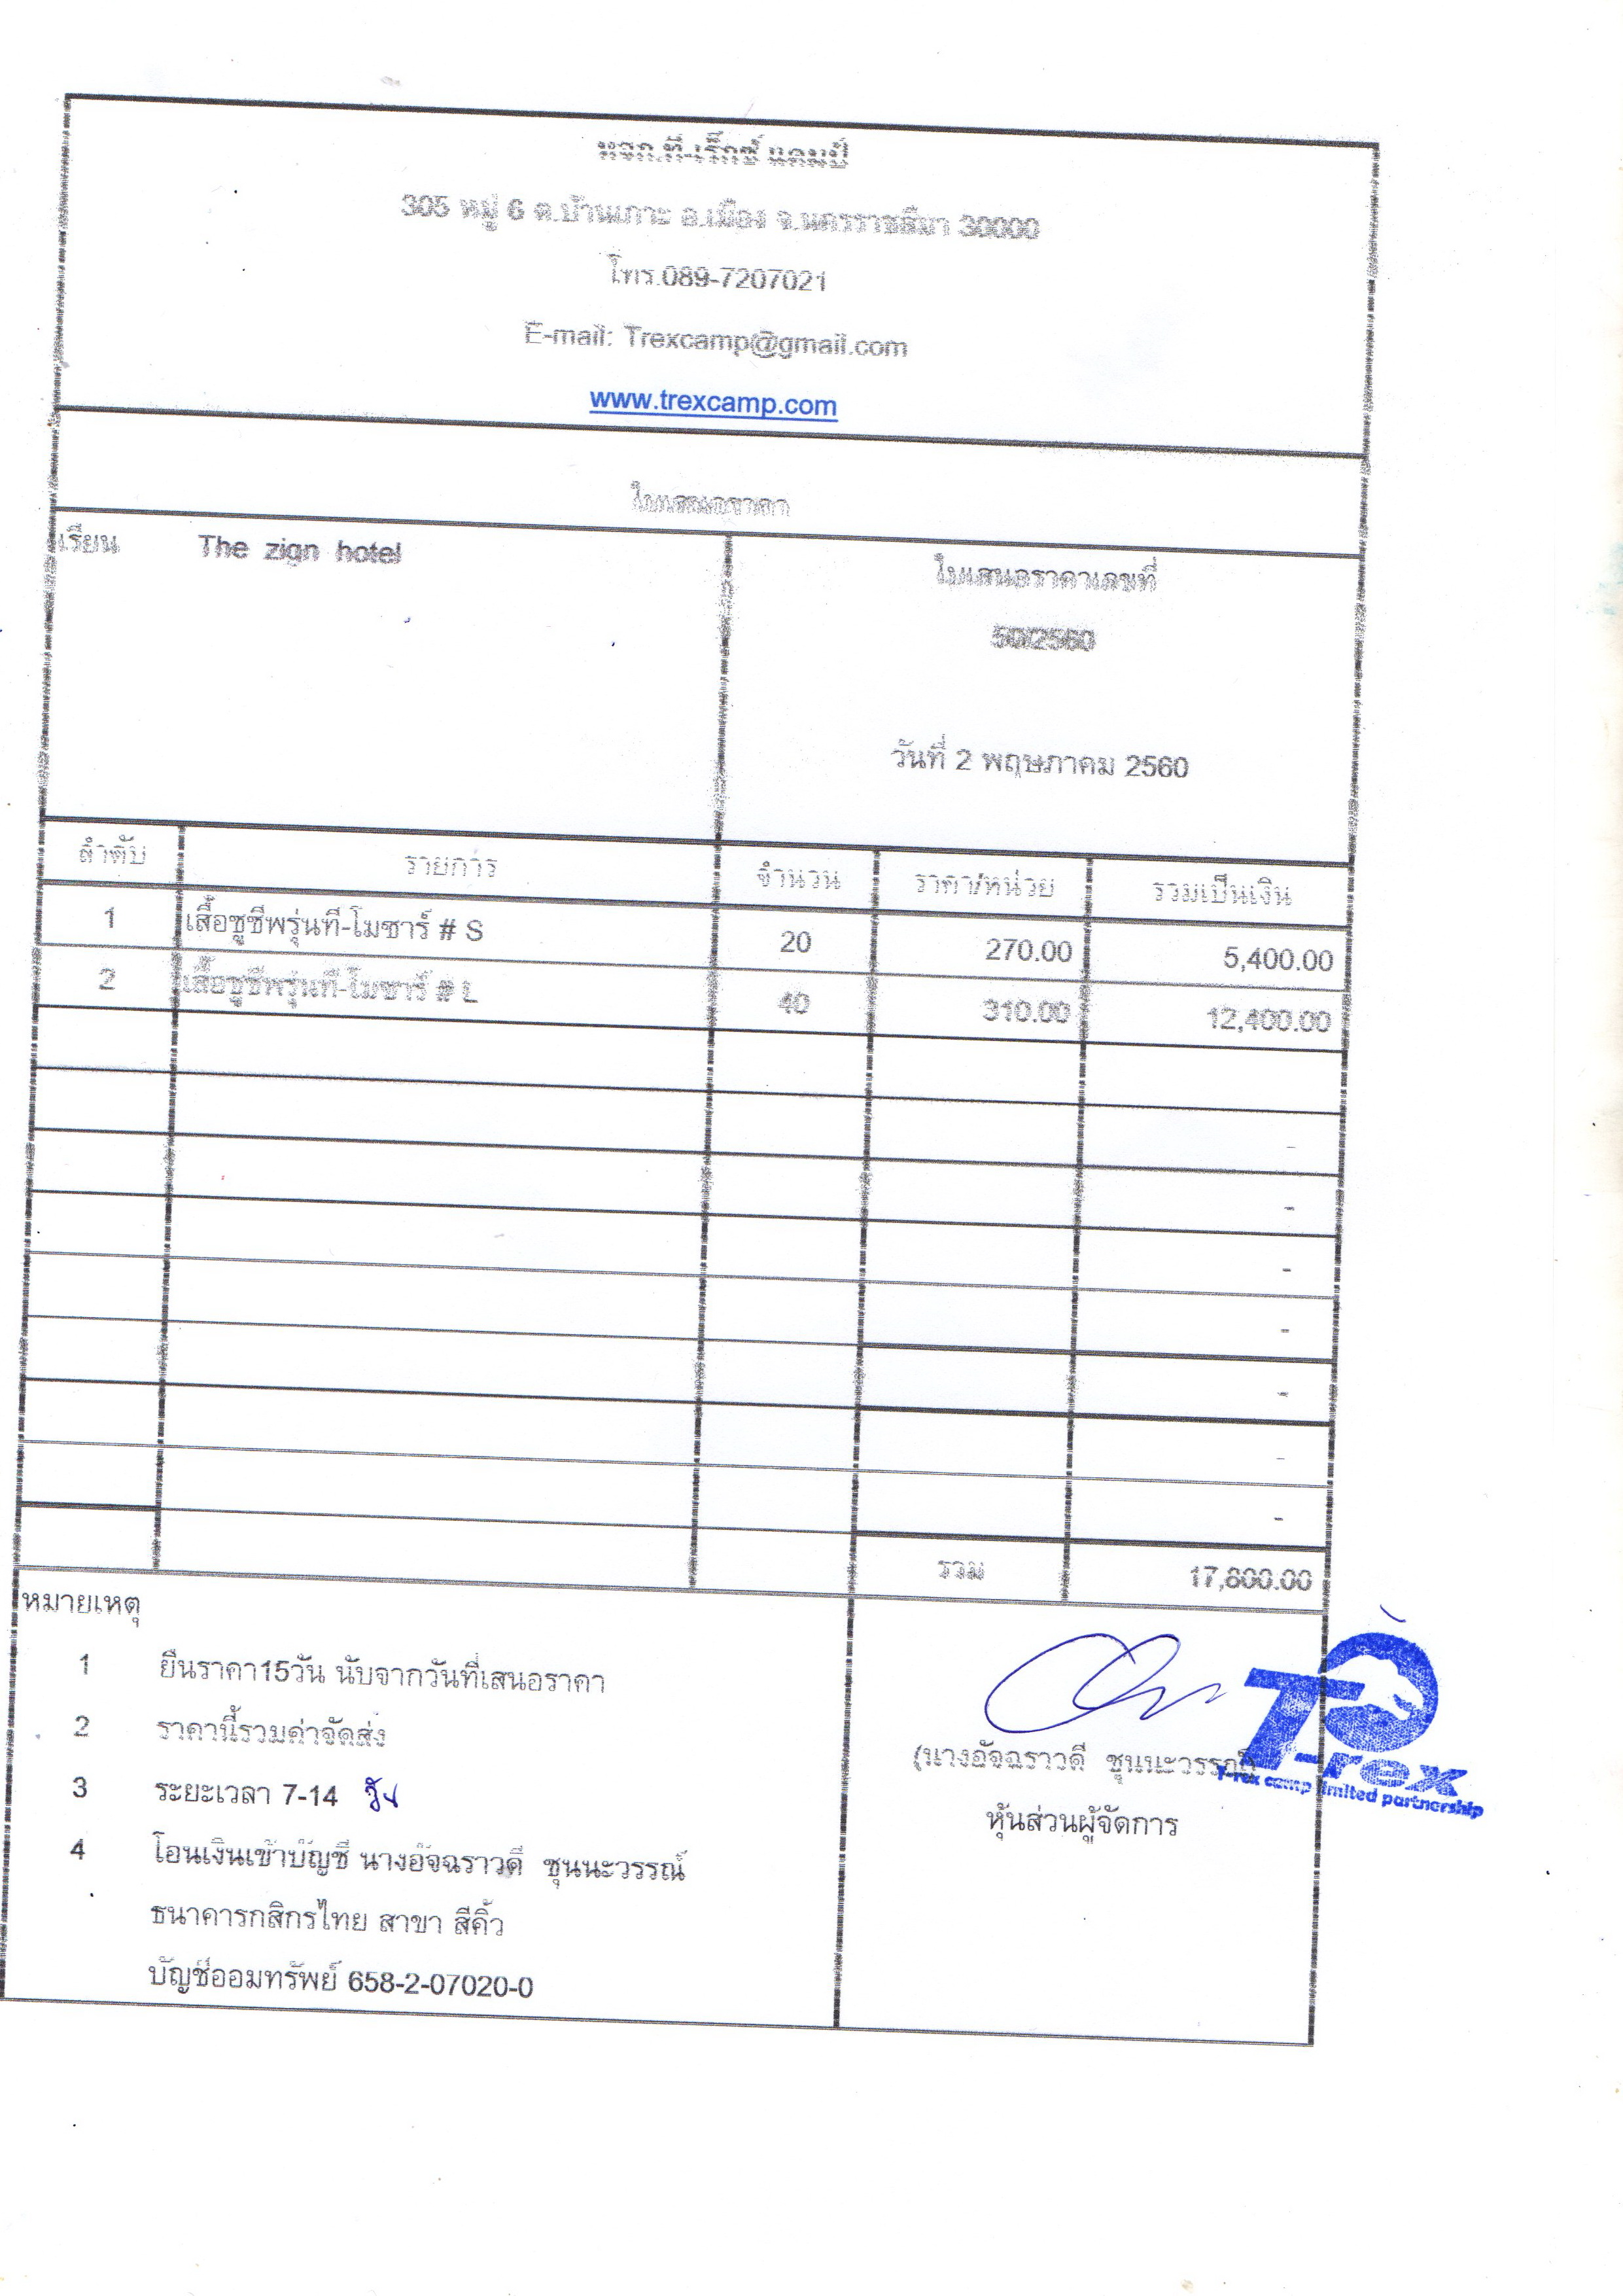 หจก.ที-เร็กซ์ แคมป์
305 หมู่ 6 ต.บ้านเกาะ อ.เมือง จ.นครราชสีมา 30000
โทร.089-7207021
E-mail: Trexcamp@gmail.com
www.trexcamp.com
ใบเสนอราคา
เรียน The zign hotel
ใบเสนอราคาเลขที่
50/2560
วันที่ 2 พฤษภาคม 2560
ลำดับ รายการ จำนวน ราคา/หน่วย รวมเป็นเงิน
1 เสื้อชูชีพรุ่นที-โมชาร์ # S 20 270.00 5,400.00
2 เสื้อชูชีพรุ่นที-โมชาร์ # L 40 310.00 12,400.00
-
-
-
-
-
-
-
รวม 17,800.00
หมายเหตุ
1 ยืนราคา15วัน นับจากวันที่เสนอราคา
2 ราคานี้รวมค่าจัดส่ง
3 ระยะเวลา 7-14 วัน
4 โอนเงินเข้าบัญชี นางอัจฉราวดี ชุนนะวรรณ์
ธนาคารกสิกรไทย สาขา สีคิ้ว
บัญชีออมทรัพย์ 658-2-07020-0
(นางอัจฉราวดี ชุนนะวรรณ์)
หุ้นส่วนผู้จัดการ
T-rex
T-rex camp limited partnership